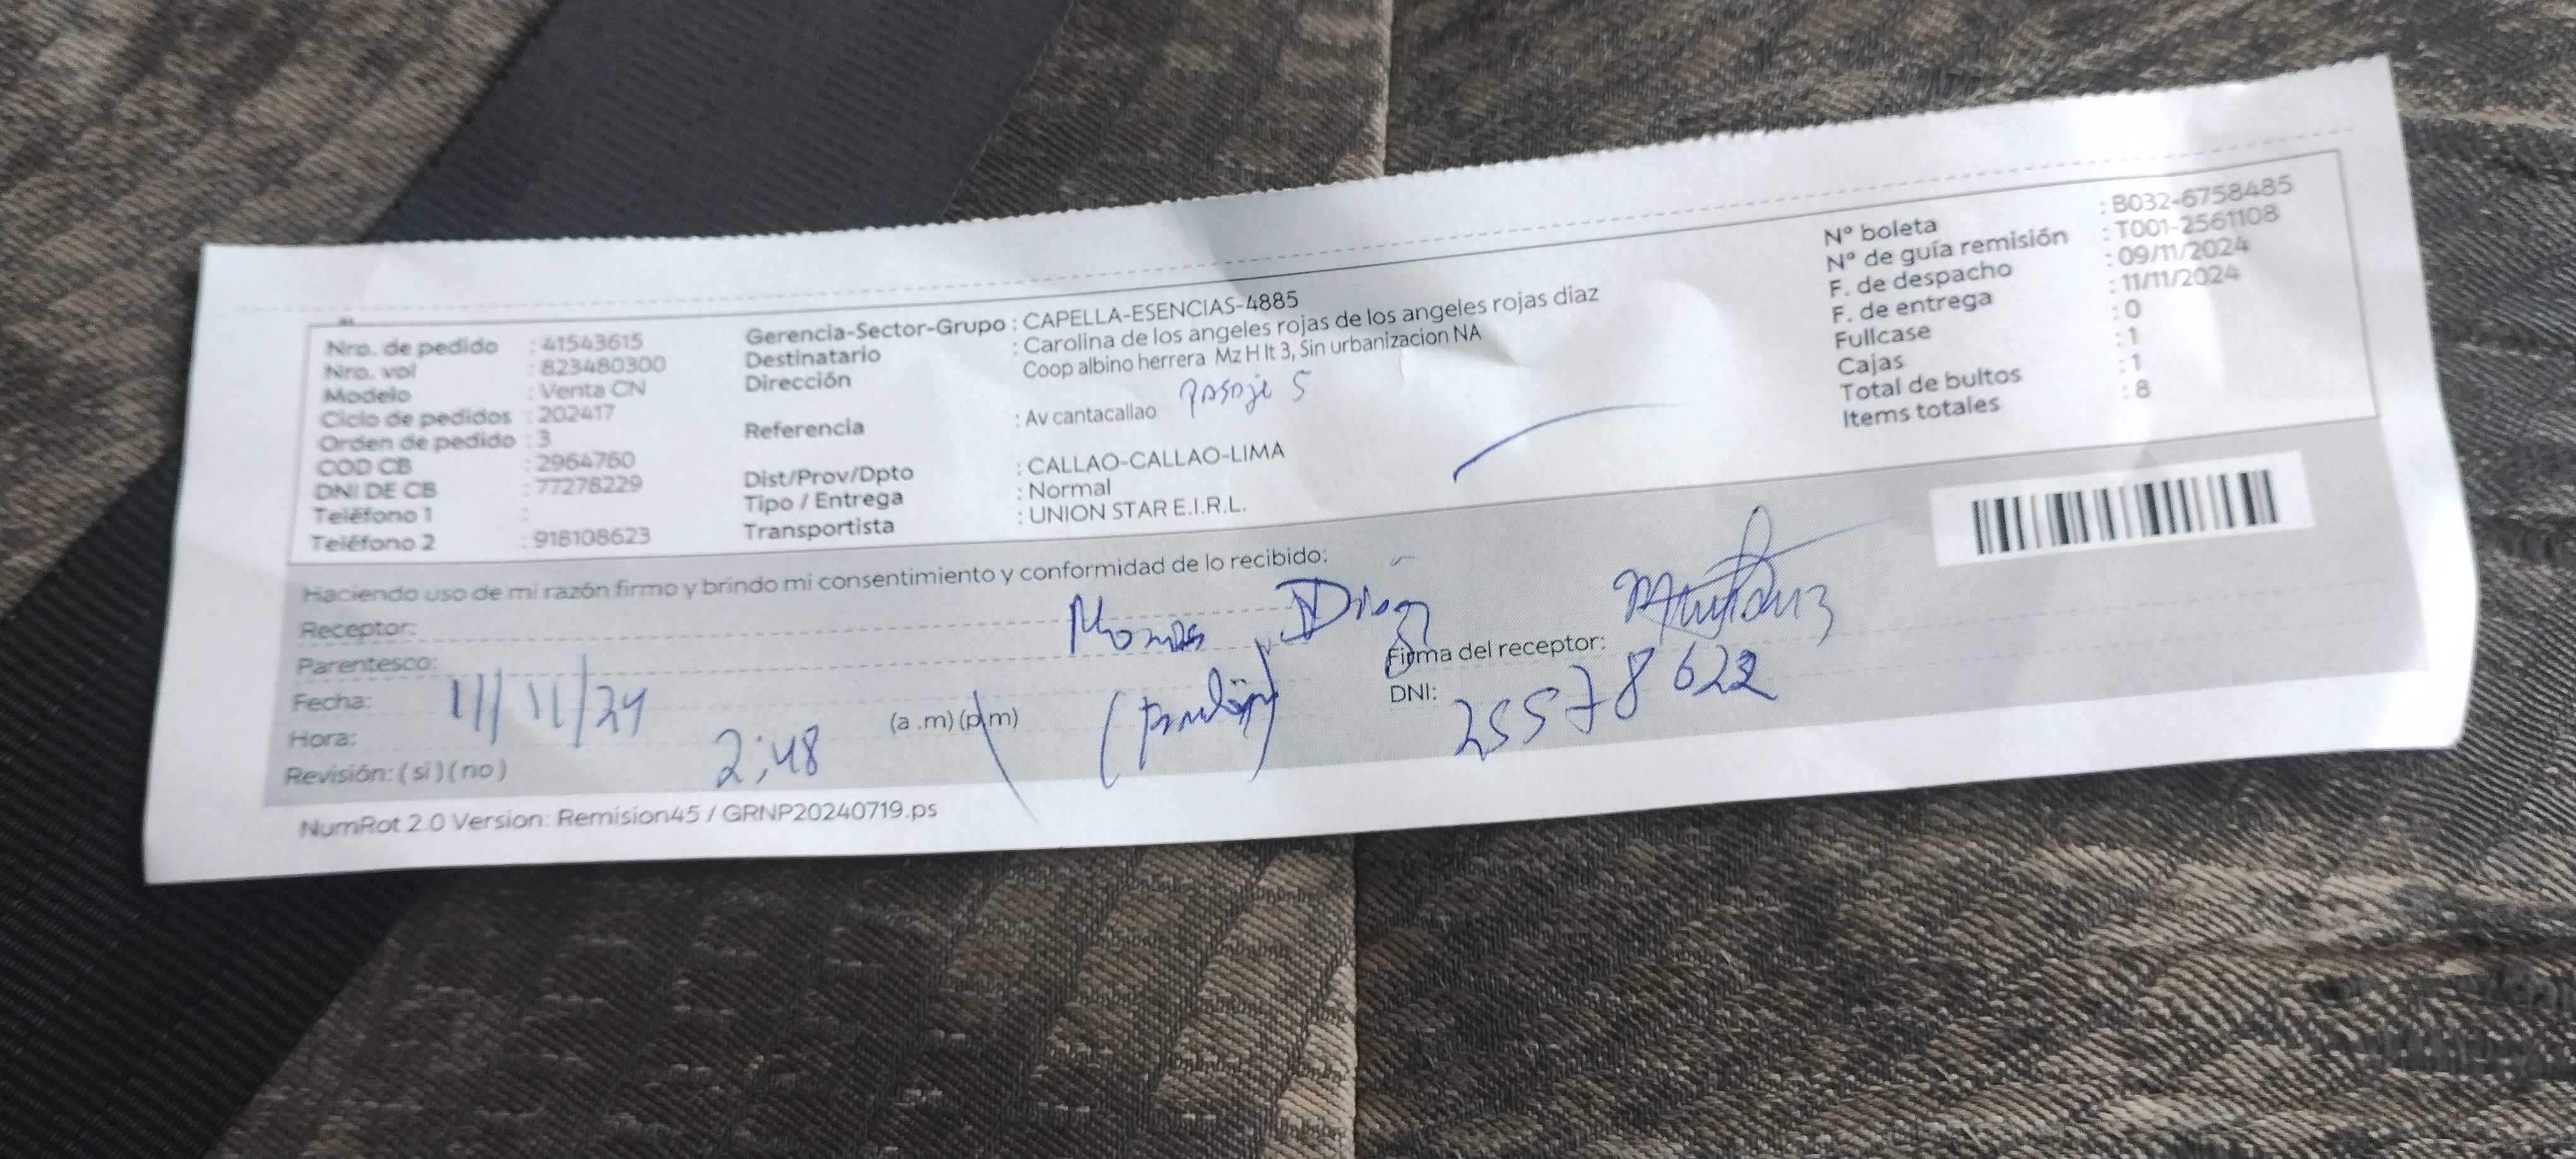 Nro. de pedido : 41543615
Nro. vol : 823480300
Modelo : Venta CN
Ciclo de pedidos : 202417
Orden de pedido : 3
COD CB : 2964760
DNI DE CB : 77278229
Teléfono 1 :
Teléfono 2 : 918108623
Gerencia-Sector-Grupo : CAPELLA-ESENCIAS-4885
Destinatario : Carolina de los angeles rojas de los angeles rojas diaz
Dirección Coop albino herrera Mz H lt 3, Sin urbanizacion NA
Pasaje 5
Referencia : Av cantacallao
Dist/Prov/Dpto : CALLAO-CALLAO-LIMA
Tipo / Entrega : Normal
Transportista : UNION STAR E.I.R.L.
Nº boleta : B032-6758485
Nº de guía remisión : T001-2561108
F. de despacho : 09/11/2024
F. de entrega : 11/11/2024
Fullcase : 0
Cajas : 1
Total de bultos : 1
Items totales : 8
Haciendo uso de mi razón firmo y brindo mi consentimiento y conformidad de lo recibido:
Receptor:
Parentesco:
Fecha: 11/11/24
Hora: 2:48 (a .m) (p.m)
Revisión: ( si ) ( no )
Firma del receptor:
DNI: 25578622
NumRot 2.0 Version: Remision45 / GRNP20240719.ps